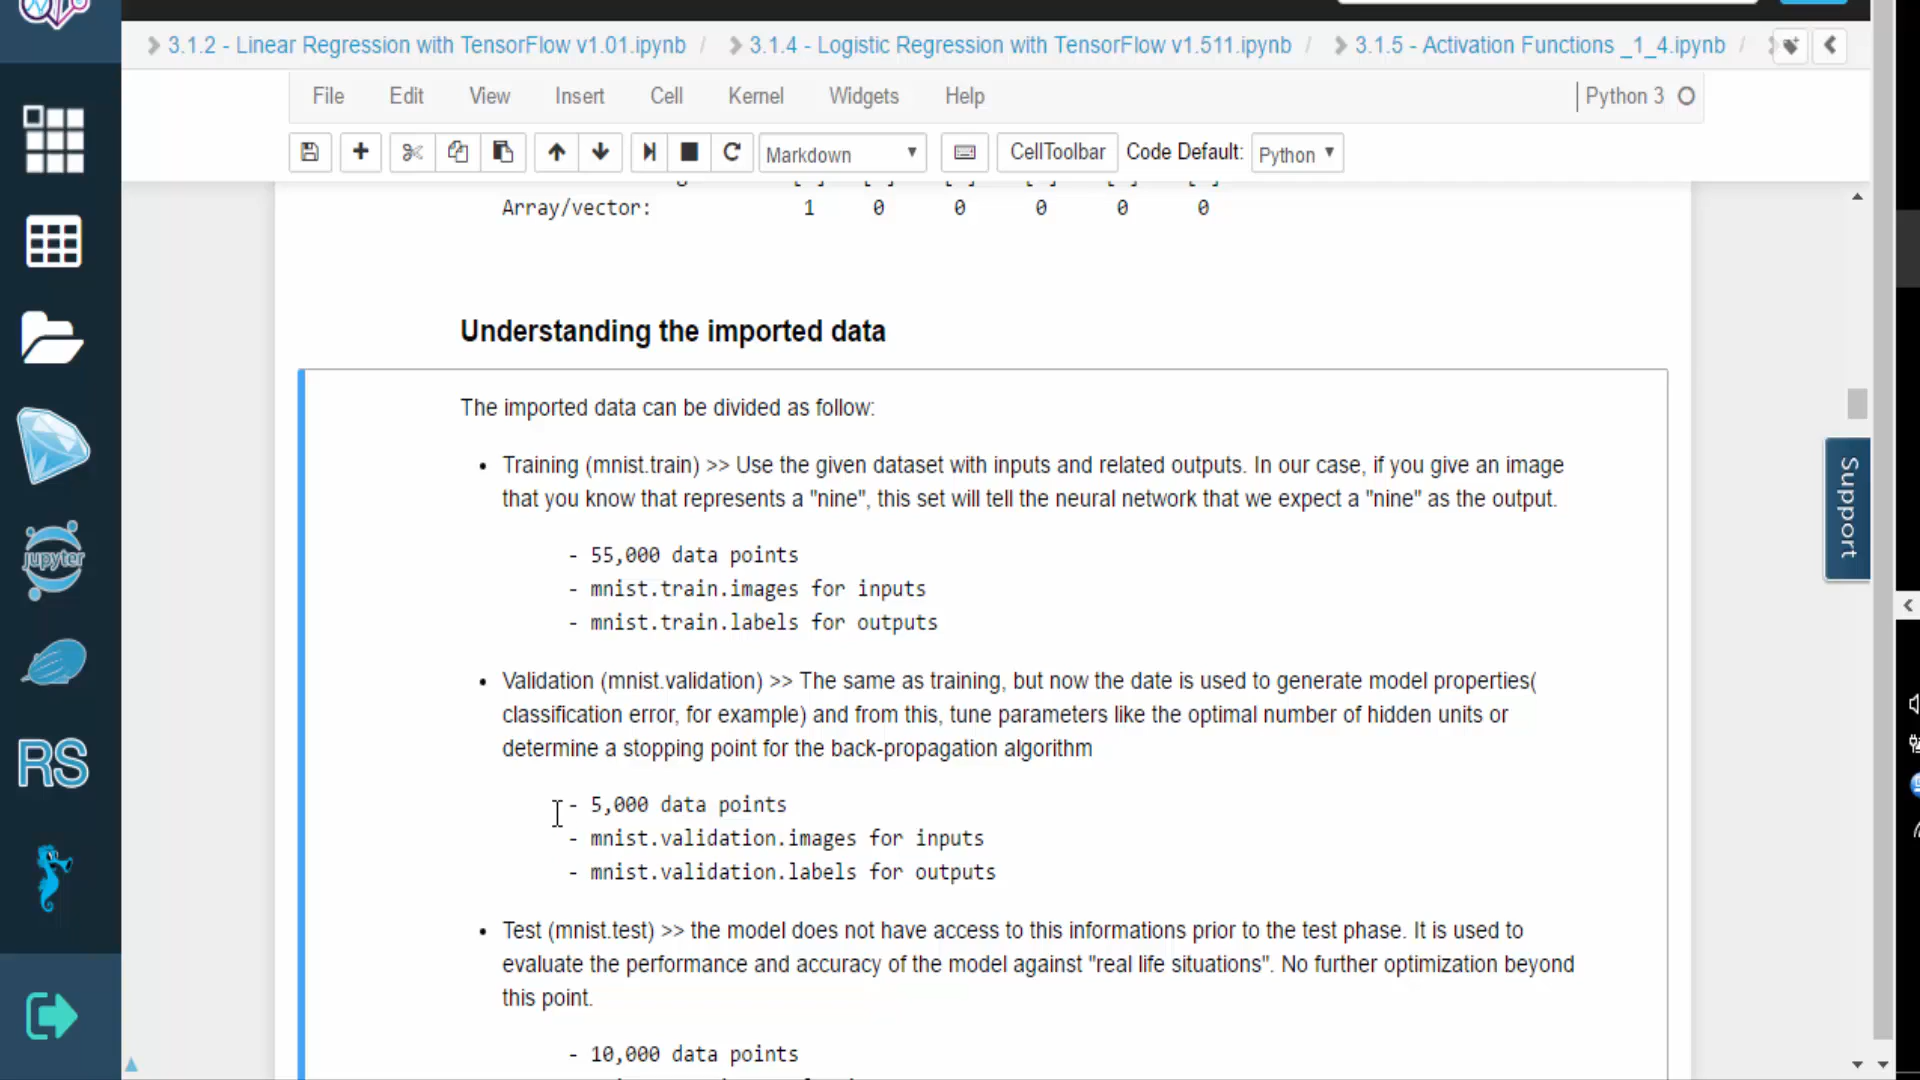 3.1.2 - Linear Regression with TensorFlow v1.01.ipynb / 3.1.4 - Logistic Regression with TensorFlow v1.511.ipynb / 3.1.5 - Activation Functions _1_4.ipynb /
File Edit View Insert Cell Kernel Widgets Help Python 3
Markdown CellToolbar Code Default: Python
Array/vector: 1 0 0 0 0 0
Understanding the imported data
The imported data can be divided as follow:
• Training (mnist.train) >> Use the given dataset with inputs and related outputs. In our case, if you give an image
that you know that represents a "nine", this set will tell the neural network that we expect a "nine" as the output.
- 55,000 data points
- mnist.train.images for inputs
- mnist.train.labels for outputs
• Validation (mnist.validation) >> The same as training, but now the date is used to generate model properties(
classification error, for example) and from this, tune parameters like the optimal number of hidden units or
determine a stopping point for the back-propagation algorithm
- 5,000 data points
- mnist.validation.images for inputs
- mnist.validation.labels for outputs
• Test (mnist.test) >> the model does not have access to this informations prior to the test phase. It is used to
evaluate the performance and accuracy of the model against "real life situations". No further optimization beyond
this point.
- 10,000 data points
jupyter
RS
Support